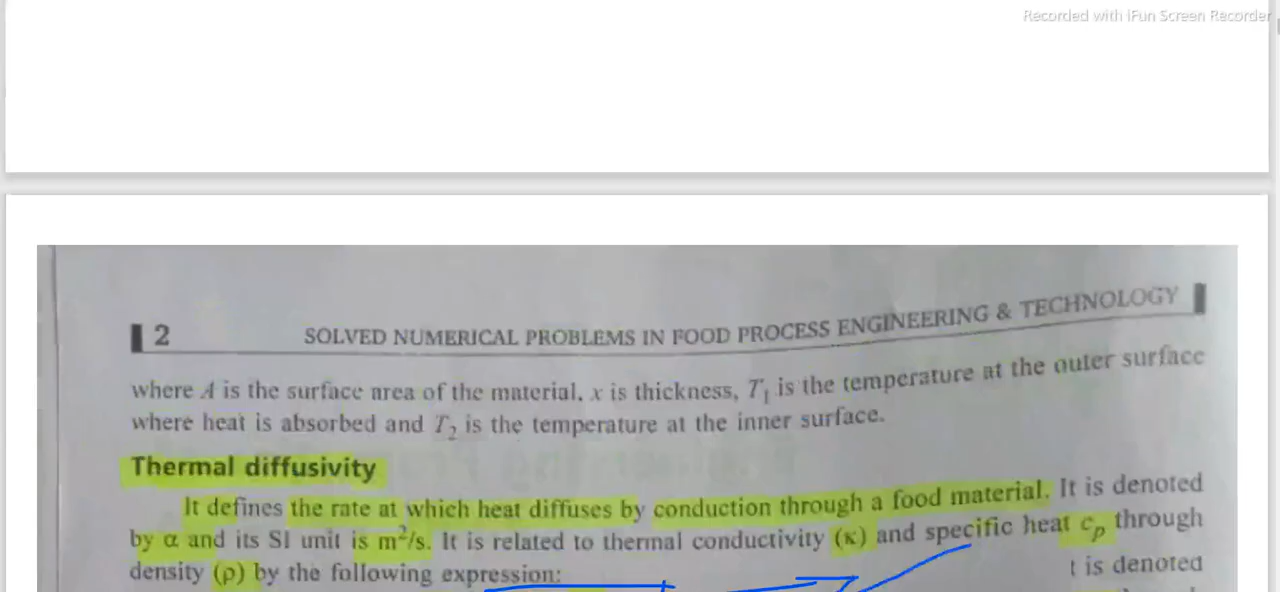 Recorded with iFun Screen Recorder
2 SOLVED NUMERICAL PROBLEMS IN FOOD PROCESS ENGINEERING & TECHNOLOGY
where A is the surface area of the material, x is thickness, T₁ is the temperature at the outer surface
where heat is absorbed and T₂ is the temperature at the inner surface.
Thermal diffusivity
It defines the rate at which heat diffuses by conduction through a food material. It is denoted
by α and its SI unit is m²/s. It is related to thermal conductivity (κ) and specific heat cₚ through
density (ρ) by the following expression:
t is denoted